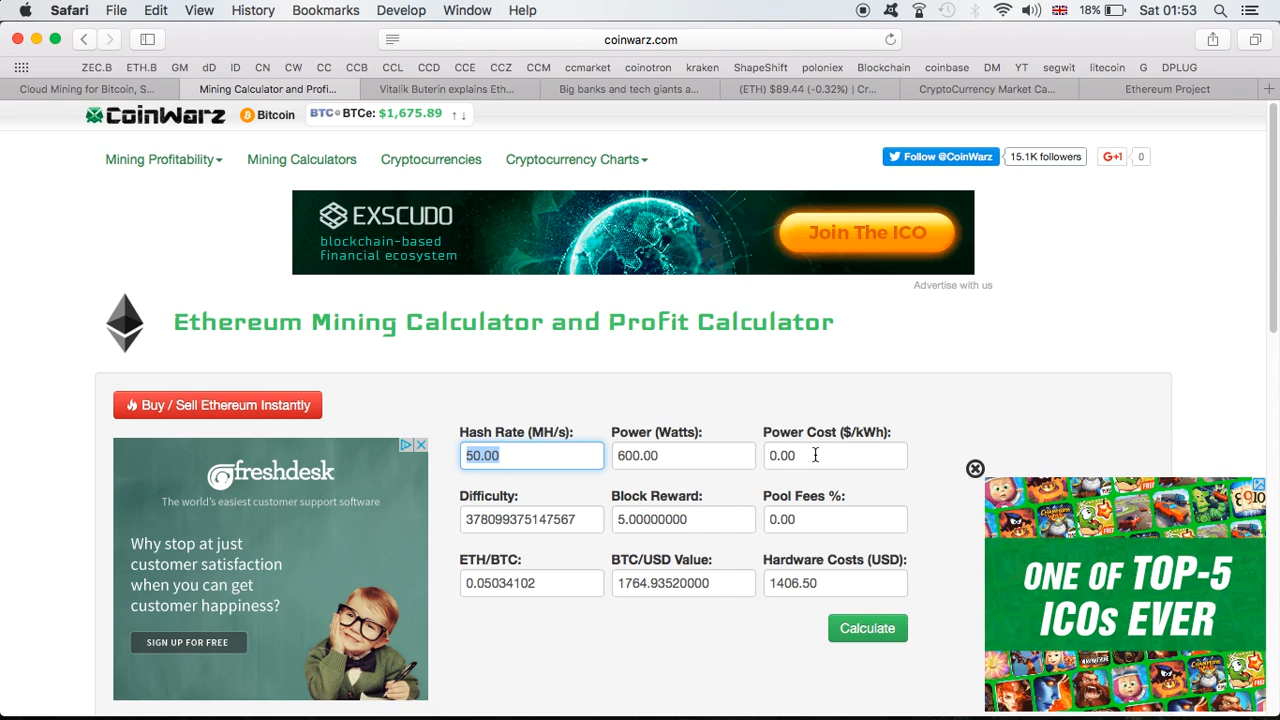 Safari File Edit View History Bookmarks Develop Window Help 18% Sat 01:53
coinwarz.com
ZEC.B ETH.B GM dD ID CN CW CC CCB CCL CCD CCE CCZ CCM ccmarket coinotron kraken ShapeShift poloniex Blockchain coinbase DM YT segwit litecoin G DPLUG
Cloud Mining for Bitcoin, S... Mining Calculator and Profi... Vitalik Buterin explains Eth... Big banks and tech giants a... (ETH) $89.44 (-0.32%) | Cr... CryptoCurrency Market Ca... Ethereum Project
CoinWarz Bitcoin BTC BTCe: $1,675.89 ↑ ↓
Mining Profitability Mining Calculators Cryptocurrencies Cryptocurrency Charts Follow @CoinWarz 15.1K followers G+1 0
EXSCUDO
blockchain-based
financial ecosystem
Join The ICO
Advertise with us
Ethereum Mining Calculator and Profit Calculator
Buy / Sell Ethereum Instantly
Hash Rate (MH/s): Power (Watts): Power Cost ($/kWh):
50.00 600.00 0.00
Difficulty: Block Reward: Pool Fees %:
378099375147567 5.00000000 0.00
ETH/BTC: BTC/USD Value: Hardware Costs (USD):
0.05034102 1764.93520000 1406.50
Calculate
freshdesk
The world's easiest customer support software
Why stop at just
customer satisfaction
when you can get
customer happiness?
SIGN UP FOR FREE
ONE OF TOP-5
ICOs EVER